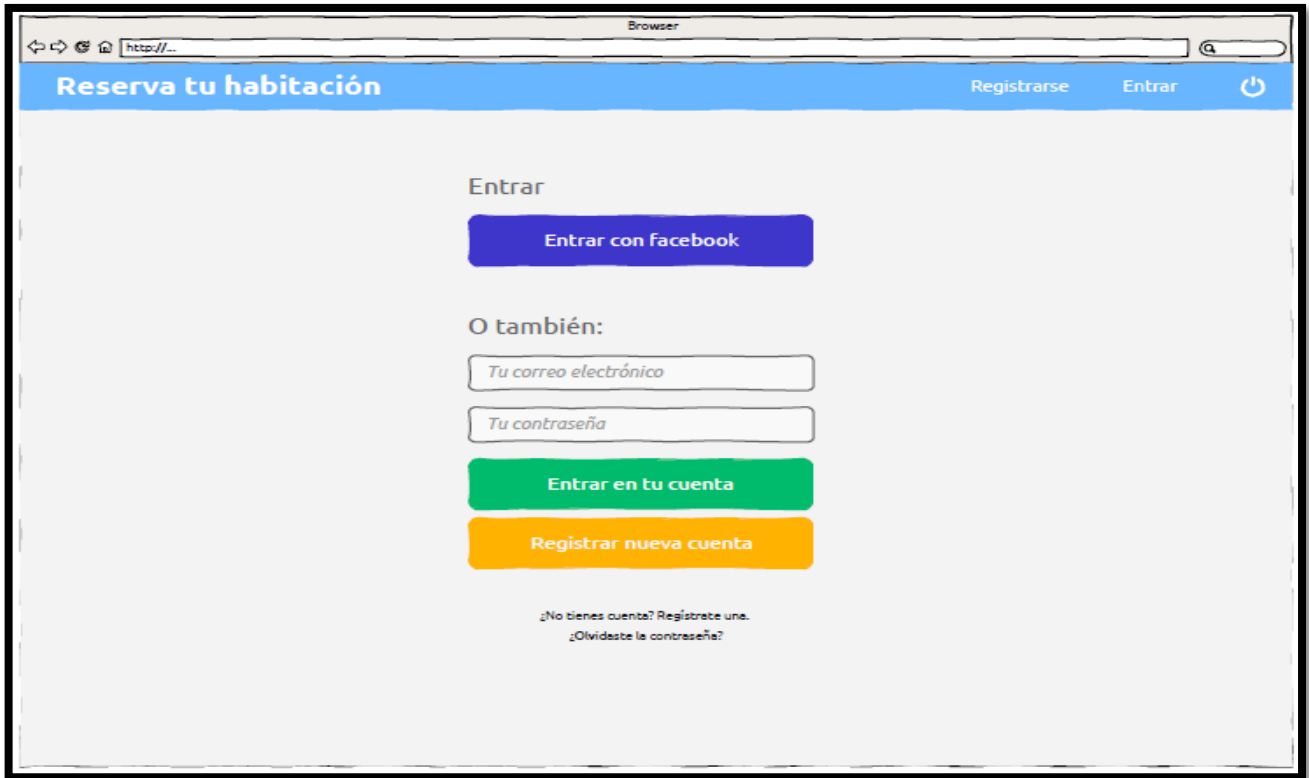 Browser
http://...
Reserva tu habitación Registrarse Entrar
Entrar
Entrar con facebook
O también:
Tu correo electrónico
Tu contraseña
Entrar en tu cuenta
Registrar nueva cuenta
¿No tienes cuenta? Regístrate una.
¿Olvidaste la contraseña?